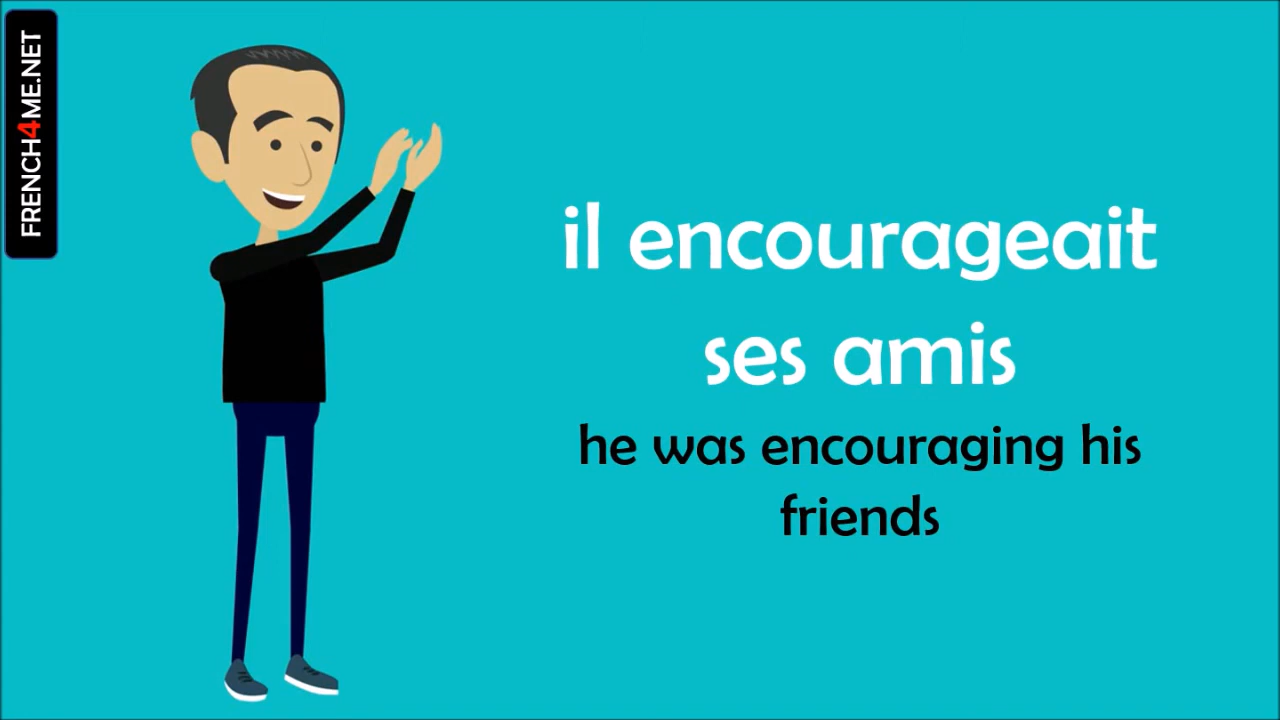 FRENCH4ME.NET
il encourageait
ses amis
he was encouraging his
friends